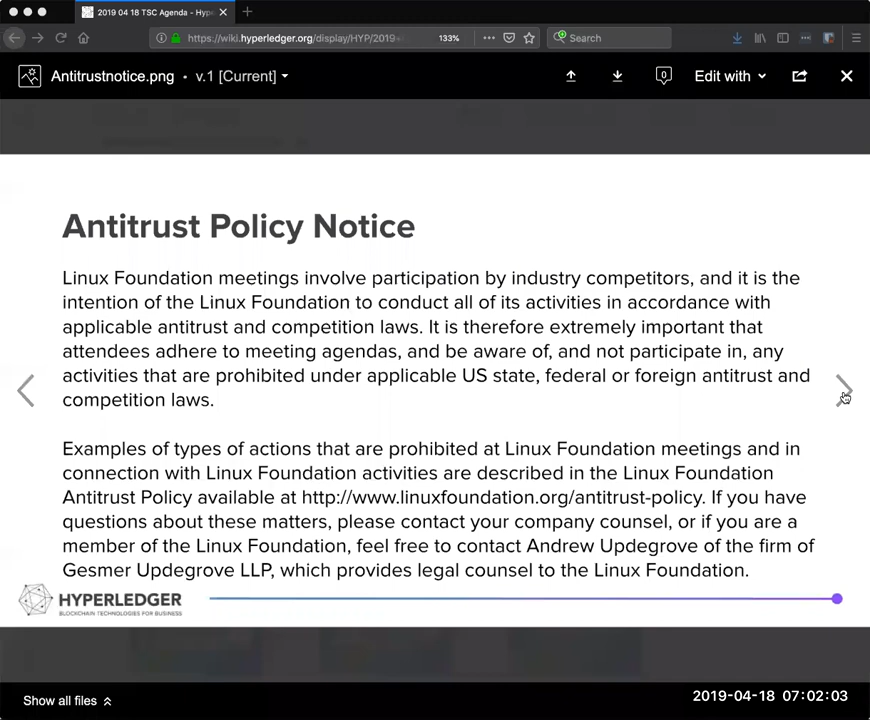 2019 04 18 TSC Agenda - Hype
https://wiki.hyperledger.org/display/HYP/2019
133%
Search
Antitrustnotice.png • v.1 [Current]
0
Edit with
Antitrust Policy Notice
Linux Foundation meetings involve participation by industry competitors, and it is the
intention of the Linux Foundation to conduct all of its activities in accordance with
applicable antitrust and competition laws. It is therefore extremely important that
attendees adhere to meeting agendas, and be aware of, and not participate in, any
activities that are prohibited under applicable US state, federal or foreign antitrust and
competition laws.
Examples of types of actions that are prohibited at Linux Foundation meetings and in
connection with Linux Foundation activities are described in the Linux Foundation
Antitrust Policy available at http://www.linuxfoundation.org/antitrust-policy. If you have
questions about these matters, please contact your company counsel, or if you are a
member of the Linux Foundation, feel free to contact Andrew Updegrove of the firm of
Gesmer Updegrove LLP, which provides legal counsel to the Linux Foundation.
HYPERLEDGER
BLOCKCHAIN TECHNOLOGIES FOR BUSINESS
Show all files
2019-04-18 07:02:03